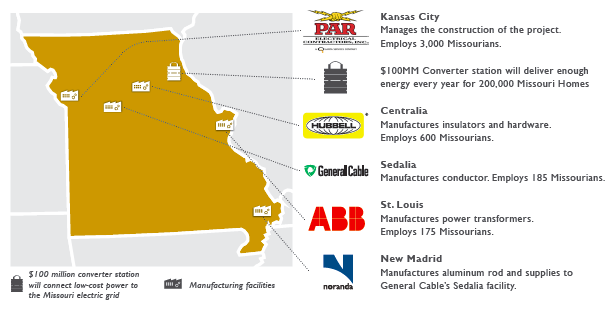 PAR
ELECTRICAL
CONTRACTORS, INC.
Kansas City
Manages the construction of the project.
Employs 3,000 Missourians.
$100MM Converter station will deliver enough
energy every year for 200,000 Missouri Homes
HUBBELL
Centralia
Manufactures insulators and hardware.
Employs 600 Missourians.
General Cable
Sedalia
Manufactures conductor. Employs 185 Missourians.
ABB
St. Louis
Manufactures power transformers.
Employs 175 Missourians.
noranda
New Madrid
Manufactures aluminum rod and supplies to
General Cable's Sedalia facility.
$100 million converter station
will connect low-cost power to
the Missouri electric grid
Manufacturing facilities